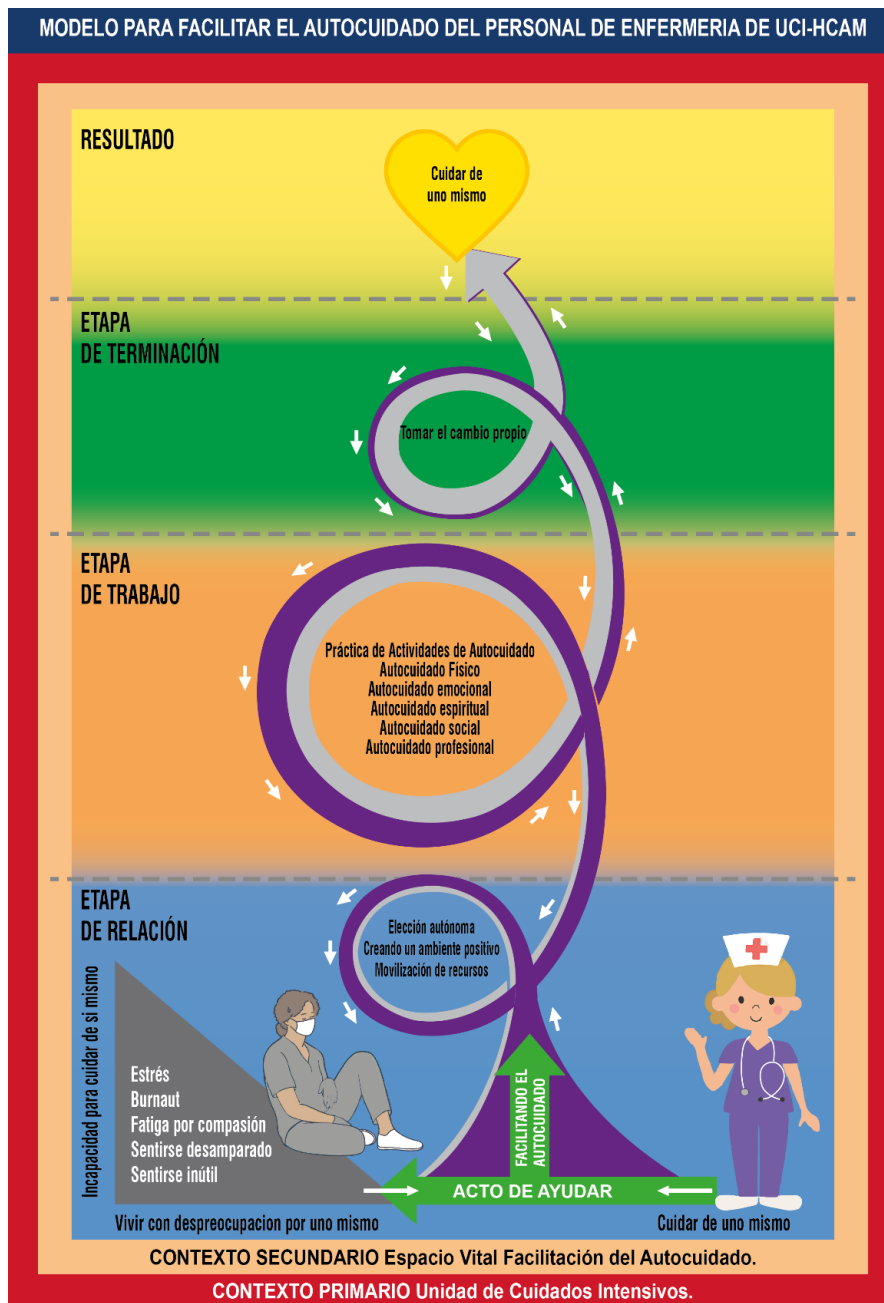 MODELO PARA FACILITAR EL AUTOCUIDADO DEL PERSONAL DE ENFERMERIA DE UCI-HCAM
RESULTADO
Cuidar de
uno mismo
ETAPA
DE TERMINACIÓN
Tomar el cambio propio
ETAPA
DE TRABAJO
Práctica de Actividades de Autocuidado
Autocuidado Físico
Autocuidado emocional
Autocuidado espiritual
Autocuidado social
Autocuidado profesional
ETAPA
DE RELACIÓN
Elección autónoma
Creando un ambiente positivo
Movilización de recursos
Incapacidad para cuidar de si mismo
Estrés
Burnaut
Fatiga por compasión
Sentirse desamparado
Sentirse inútil
FACILITANDO EL
AUTOCUIDADO
ACTO DE AYUDAR
Vivir con despreocupacion por uno mismo
Cuidar de uno mismo
CONTEXTO SECUNDARIO Espacio Vital Facilitación del Autocuidado.
CONTEXTO PRIMARIO Unidad de Cuidados Intensivos.